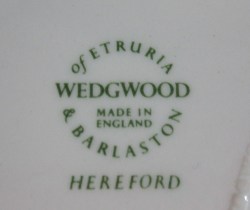 of ETRURIA
WEDGWOOD
MADE IN
ENGLAND
& BARLASTON
HEREFORD